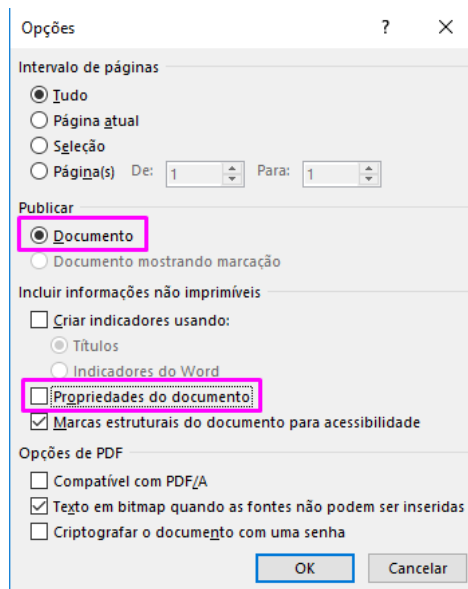 Opções ? ×
Intervalo de páginas
Tudo
Página atual
Seleção
Página(s) De: 1 Para: 1
Publicar
Documento
Documento mostrando marcação
Incluir informações não imprimíveis
Criar indicadores usando:
Títulos
Indicadores do Word
Propriedades do documento
Marcas estruturais do documento para acessibilidade
Opções de PDF
Compatível com PDF/A
Texto em bitmap quando as fontes não podem ser inseridas
Criptografar o documento com uma senha
OK Cancelar